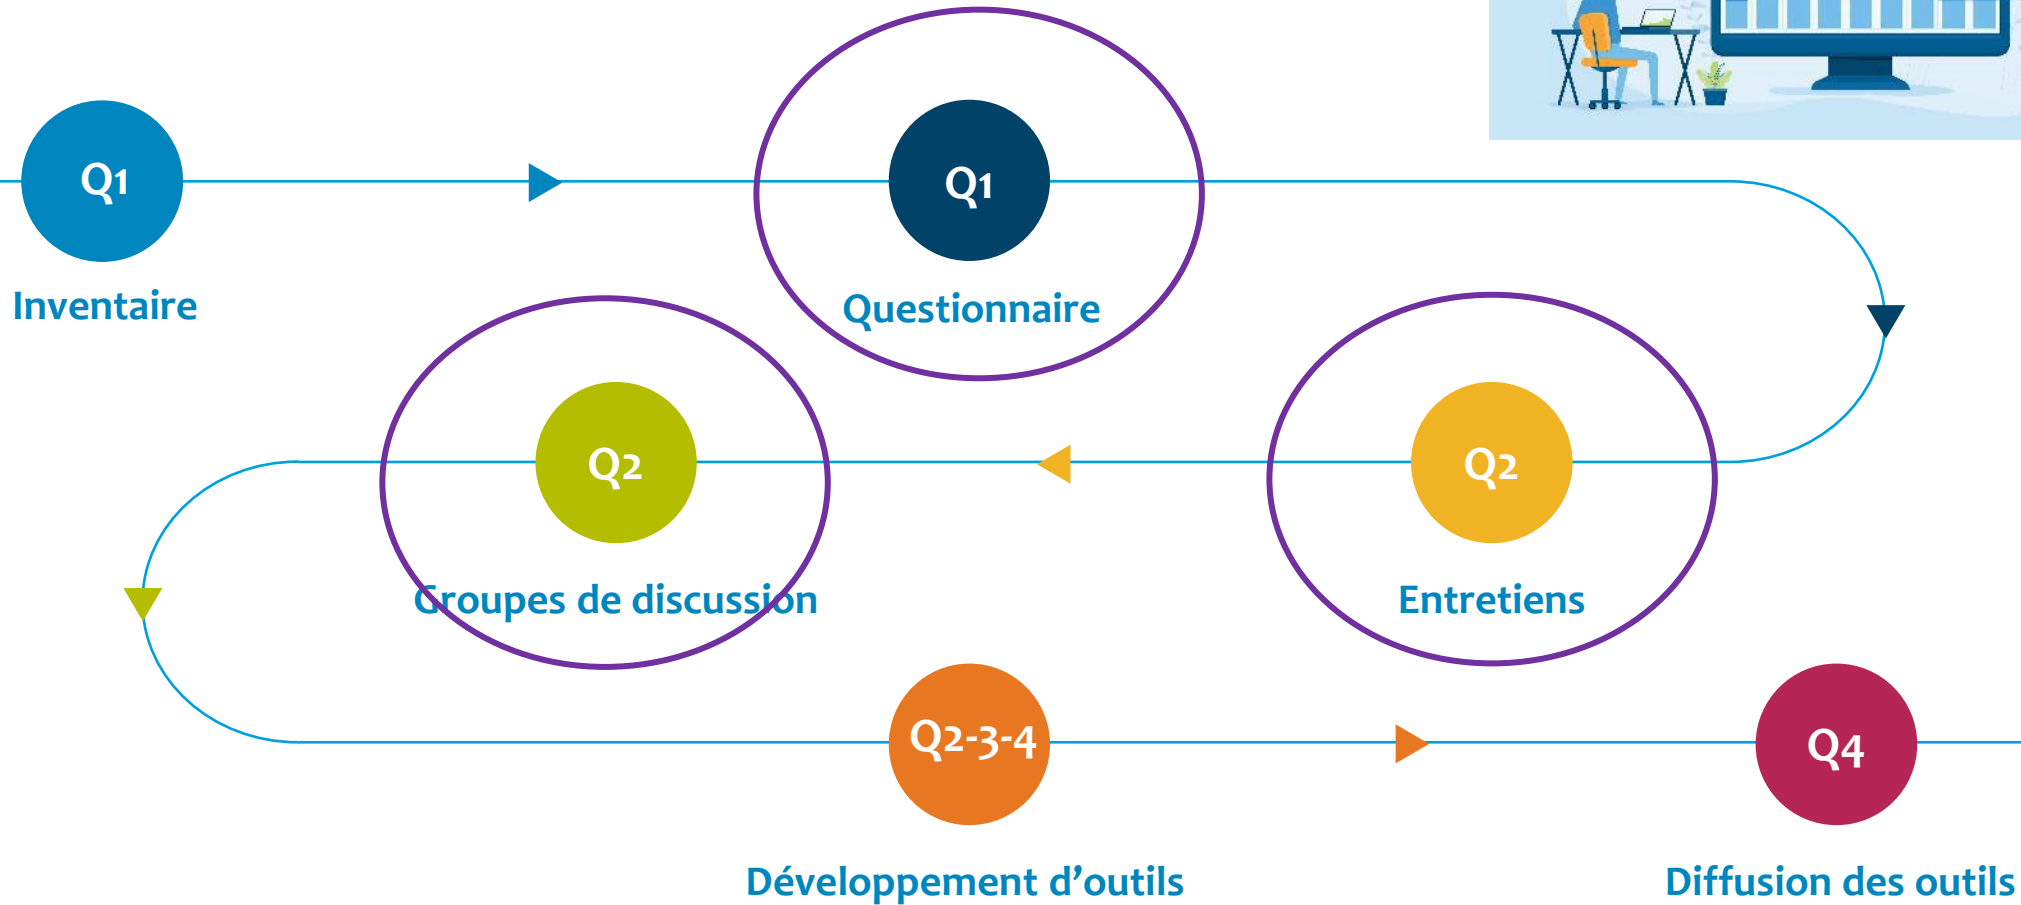 Q1
Q1
Inventaire
Questionnaire
Q2
Q2
Groupes de discussion
Entretiens
Q2-3-4
Q4
Développement d’outils
Diffusion des outils